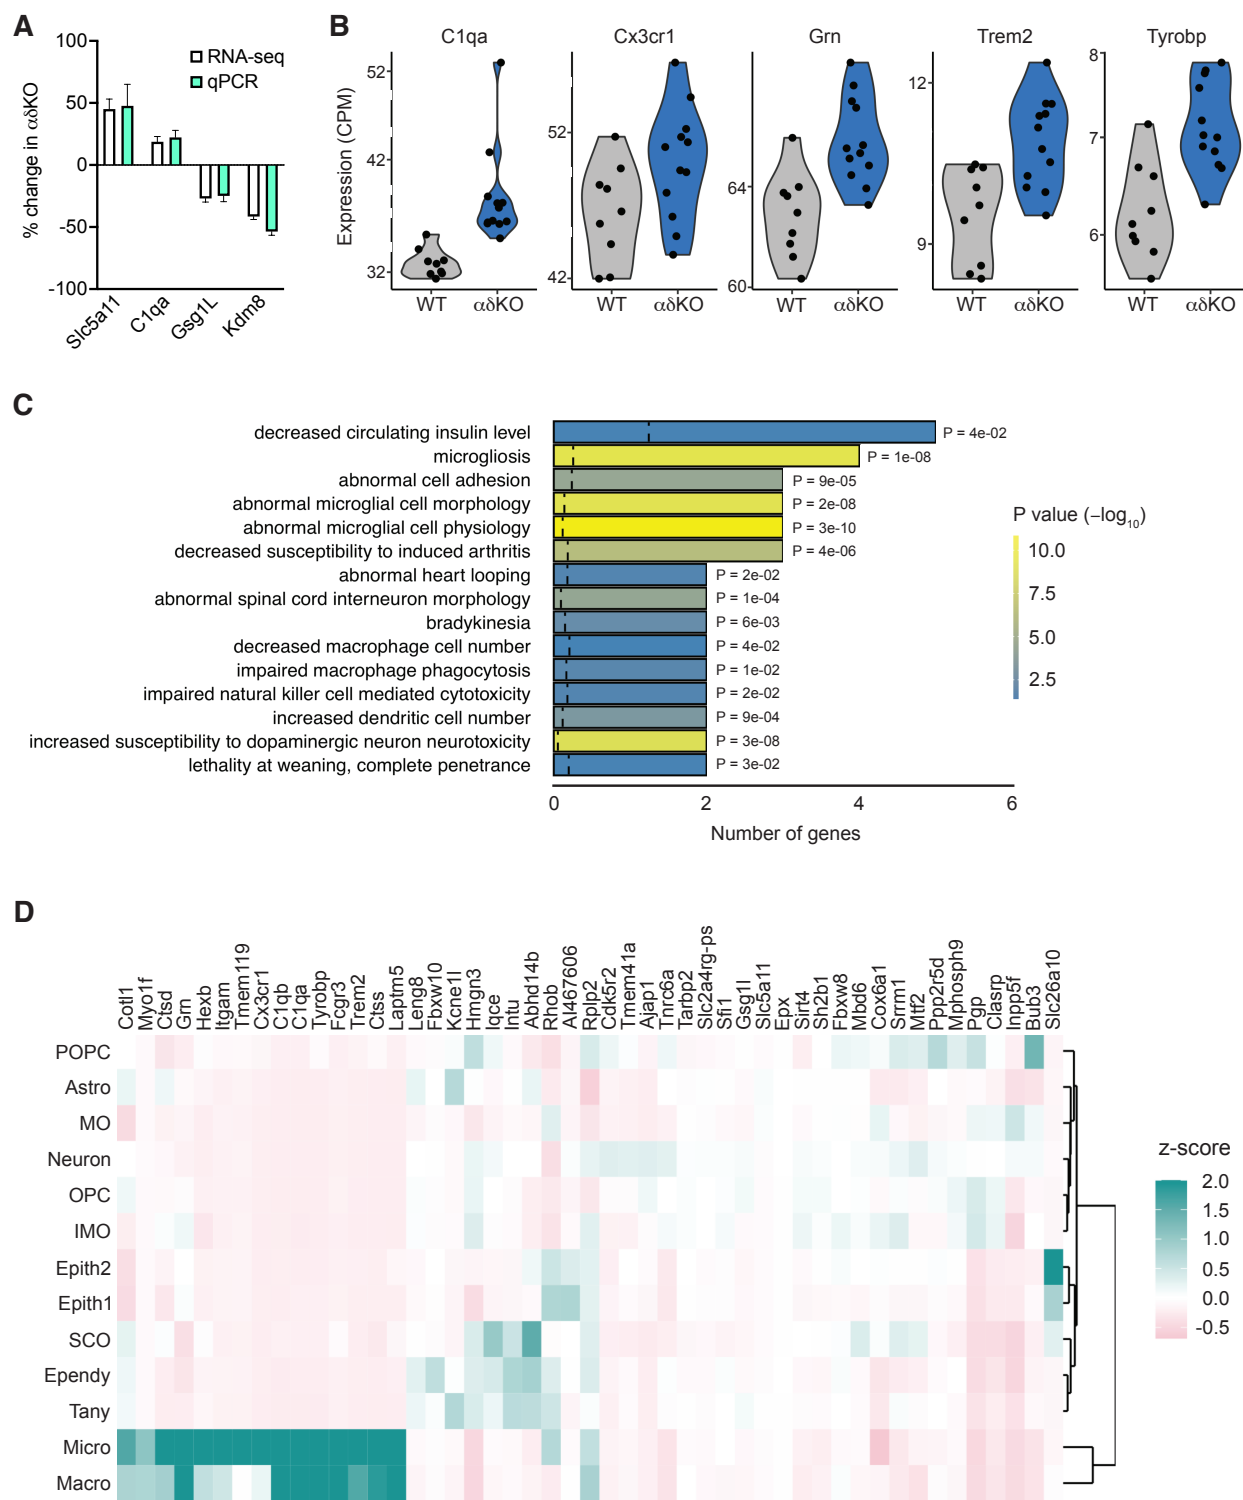 A
100
50
0
-50
-100
% change in αδKO
RNA-seq
qPCR
Slc5a11
C1qa
Gsg1L
Kdm8
B
Expression (CPM)
C1qa
52
42
32
WT
αδKO
Cx3cr1
52
42
WT
αδKO
Grn
64
60
WT
αδKO
Trem2
12
9
WT
αδKO
Tyrobp
8
7
6
WT
αδKO
C
decreased circulating insulin level P = 4e-02
microgliosis P = 1e-08
abnormal cell adhesion P = 9e-05
abnormal microglial cell morphology P = 2e-08
abnormal microglial cell physiology P = 3e-10
decreased susceptibility to induced arthritis P = 4e-06
abnormal heart looping P = 2e-02
abnormal spinal cord interneuron morphology P = 1e-04
bradykinesia P = 6e-03
decreased macrophage cell number P = 4e-02
impaired macrophage phagocytosis P = 1e-02
impaired natural killer cell mediated cytotoxicity P = 2e-02
increased dendritic cell number P = 9e-04
increased susceptibility to dopaminergic neuron neurotoxicity P = 3e-08
lethality at weaning, complete penetrance P = 3e-02
0 2 4 6
Number of genes
P value (−log₁₀)
10.0
7.5
5.0
2.5
D
Cotl1
Myo1f
Ctsd
Grn
Hexb
Itgam
Tmem119
Cx3cr1
C1qb
C1qa
Tyrobp
Fcgr3
Trem2
Ctss
Laptm5
Leng8
Fbxw10
Kcne1l
Hmgn3
Iqce
Intu
Abhd14b
Rhob
AI467606
Rplp2
Cdk5r2
Tmem41a
Ajap1
Tnrc6a
Tarbp2
Slc2a4rg-ps
Sfi1
Gsg1l
Slc5a11
Epx
Sirt4
Sh2b1
Fbxw8
Mbd6
Cox6a1
Srrm1
Mtf2
Ppp2r5d
Mphosph9
Pgp
Clasrp
Inpp5f
Bub3
Slc26a10
POPC
Astro
MO
Neuron
OPC
IMO
Epith2
Epith1
SCO
Ependy
Tany
Micro
Macro
z-score
2.0
1.5
1.0
0.5
0.0
-0.5